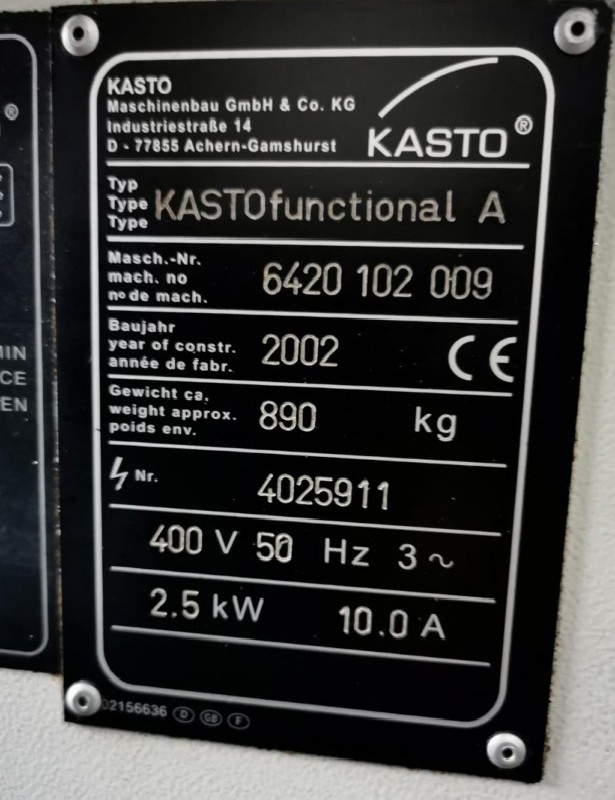 KASTO
Maschinenbau GmbH & Co. KG
Industriestraße 14
D - 77855 Achern-Gamshurst
KASTO®
Typ
Type
Type
KASTOfunctional A
Masch.-Nr.
mach. no
nº de mach.
6420 102 009
Baujahr
year of constr.
année de fabr.
2002
CE
Gewicht ca.
weight approx.
poids env.
890 kg
Nr.
4025911
400 V 50 Hz 3 ~
2.5 kW 10.0 A
02156636 D GB F
®
MIN
CE
EN